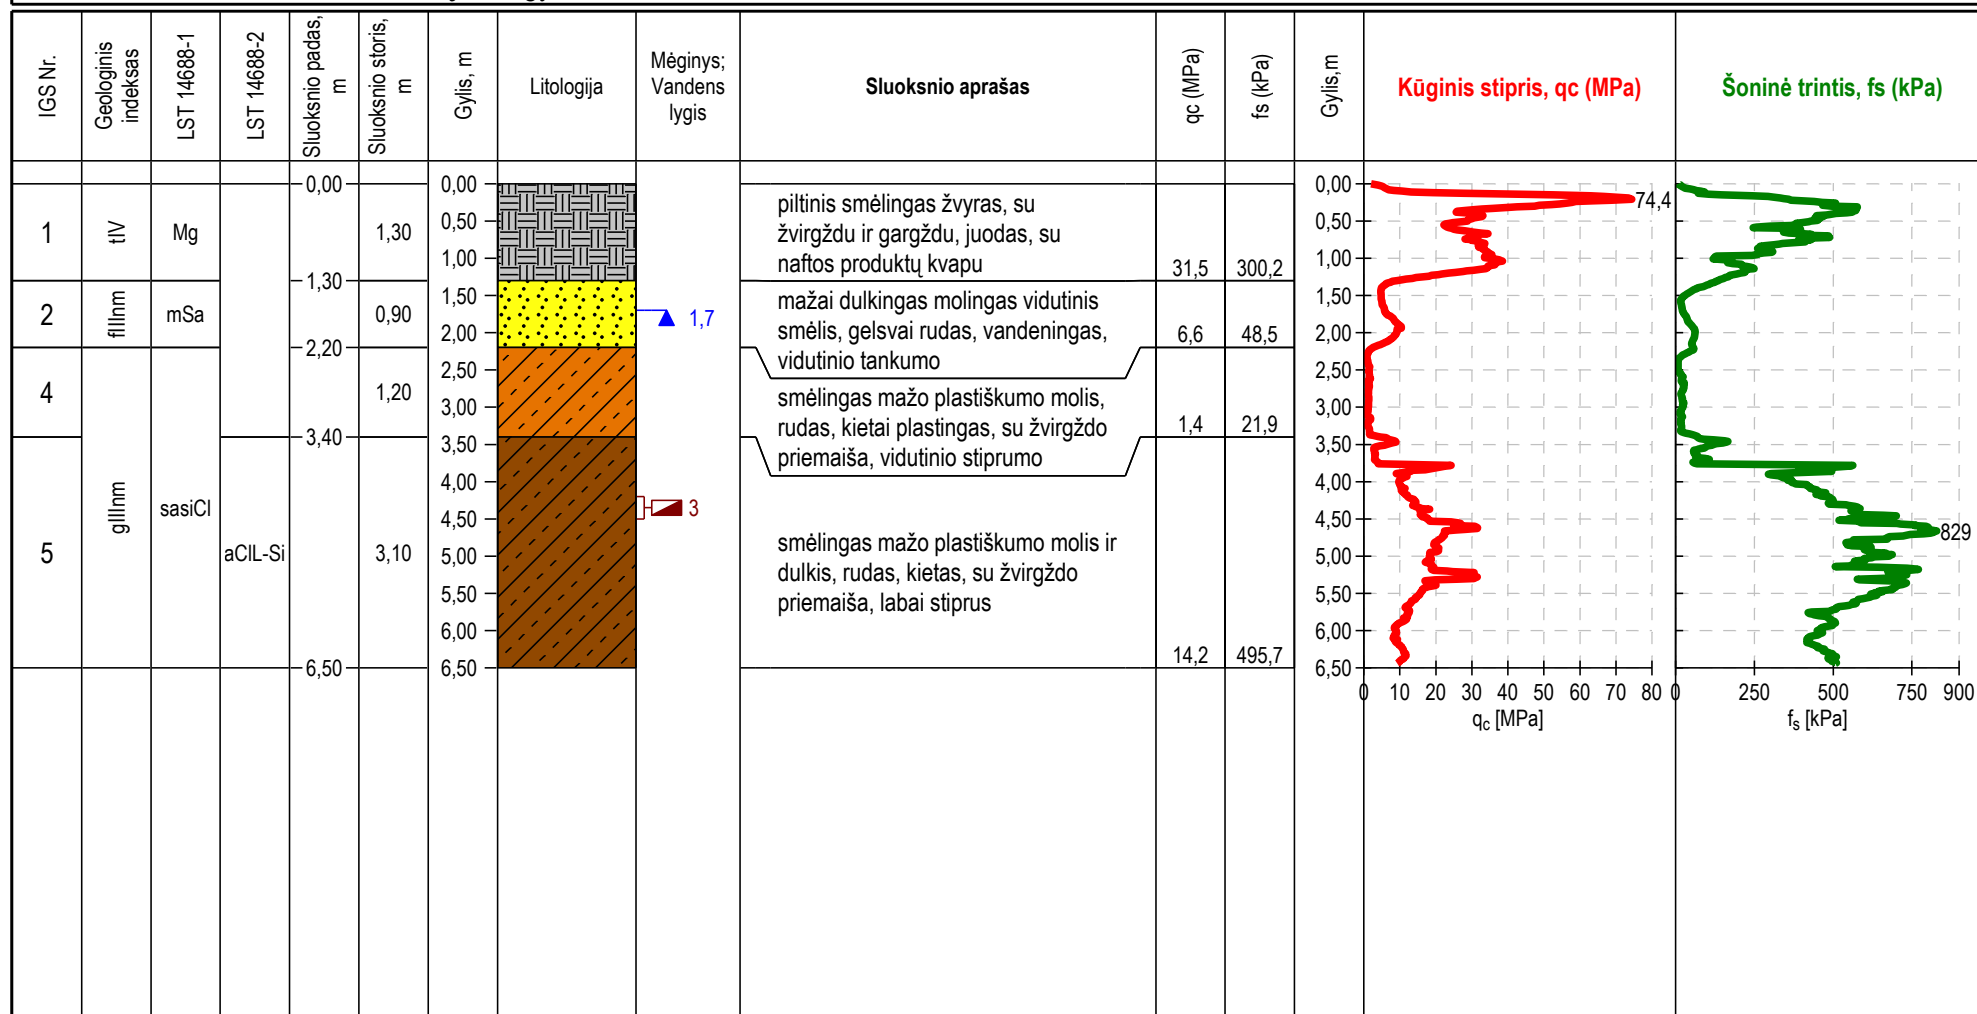 IGS Nr.
Geologinis
indeksas
LST 14688-1
LST 14688-2
Sluoksnio padas,
m
Sluoksnio storis,
m
Gylis, m
Litologija
Mėginys;
Vandens
lygis
Sluoksnio aprašas
qc (MPa)
fs (kPa)
Gylis,m
Kūginis stipris, qc (MPa)
Šoninė trintis, fs (kPa)
0,00
1
tIV
Mg
1,30
1,30
piltinis smėlingas žvyras, su
žvirgždu ir gargždu, juodas, su
naftos produktų kvapu
31,5
300,2
2
fIIInm
mSa
0,90
2,20
1,7
mažai dulkingas molingas vidutinis
smėlis, gelsvai rudas, vandeningas,
vidutinio tankumo
6,6
48,5
4
1,20
3,40
smėlingas mažo plastiškumo molis,
rudas, kietai plastingas, su žvirgždo
priemaiša, vidutinio stiprumo
1,4
21,9
5
gIIInm
sasiCl
aClL-Si
3,10
6,50
3
smėlingas mažo plastiškumo molis ir
dulkis, rudas, kietas, su žvirgždo
priemaiša, labai stiprus
14,2
495,7
0,00
0,50
1,00
1,50
2,00
2,50
3,00
3,50
4,00
4,50
5,00
5,50
6,00
6,50
0,00
0,50
1,00
1,50
2,00
2,50
3,00
3,50
4,00
4,50
5,00
5,50
6,00
6,50
74,4
0 10 20 30 40 50 60 70 80
qc [MPa]
829
0 250 500 750 900
fs [kPa]